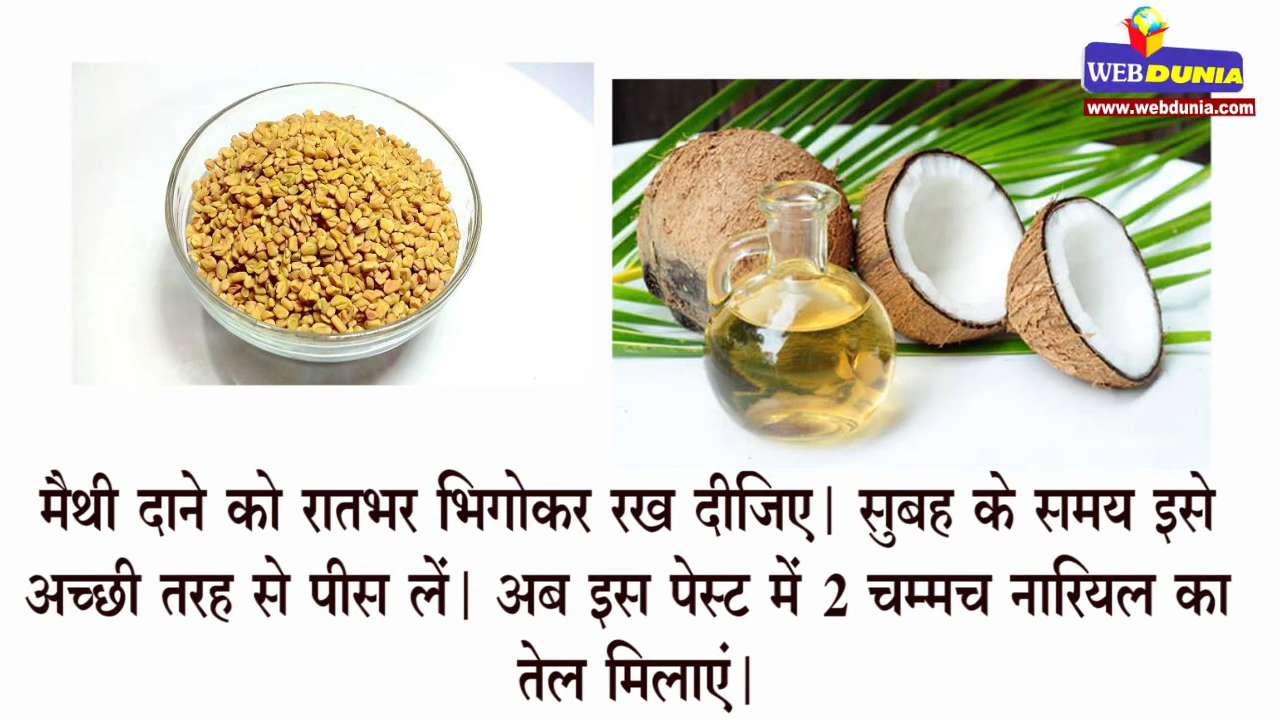 WEBDUNIA
www.webdunia.com
मैथी दाने को रातभर भिगोकर रख दीजिए| सुबह के समय इसे
अच्छी तरह से पीस लें| अब इस पेस्ट में 2 चम्मच नारियल का
तेल मिलाएं|